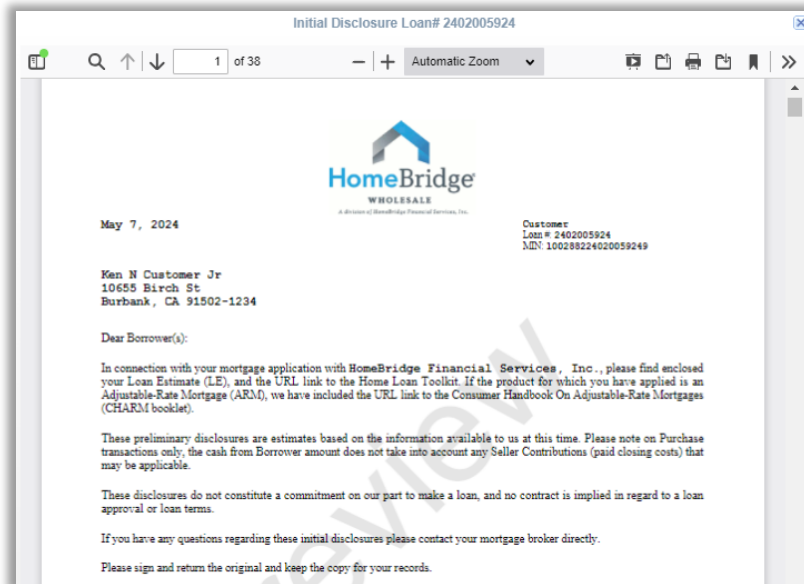 Initial Disclosure Loan# 2402005924
1 of 38
Automatic Zoom
HomeBridge
WHOLESALE
A division of HomeBridge Financial Services, Inc.
May 7, 2024
Customer
Loan # 2402005924
MIN: 100288224020059249
Ken N Customer Jr
10655 Birch St
Burbank, CA 91502-1234
Dear Borrower(s):
In connection with your mortgage application with HomeBridge Financial Services, Inc., please find enclosed
your Loan Estimate (LE), and the URL link to the Home Loan Toolkit. If the product for which you have applied is an
Adjustable-Rate Mortgage (ARM), we have included the URL link to the Consumer Handbook On Adjustable-Rate Mortgages
(CHARM booklet).
These preliminary disclosures are estimates based on the information available to us at this time. Please note on Purchase
transactions only, the cash from Borrower amount does not take into account any Seller Contributions (paid closing costs) that
may be applicable.
These disclosures do not constitute a commitment on our part to make a loan, and no contract is implied in regard to a loan
approval or loan terms.
If you have any questions regarding these initial disclosures please contact your mortgage broker directly.
Please sign and return the original and keep the copy for your records.